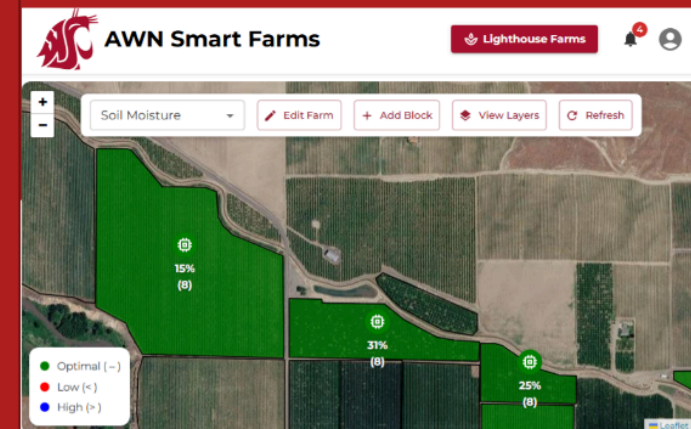 AWN Smart Farms
Lighthouse Farms
4
+
−
Soil Moisture
Edit Farm
+ Add Block
View Layers
Refresh
15%
(8)
31%
(8)
25%
(8)
Optimal ( – )
Low (< )
High (> )
Leaflet